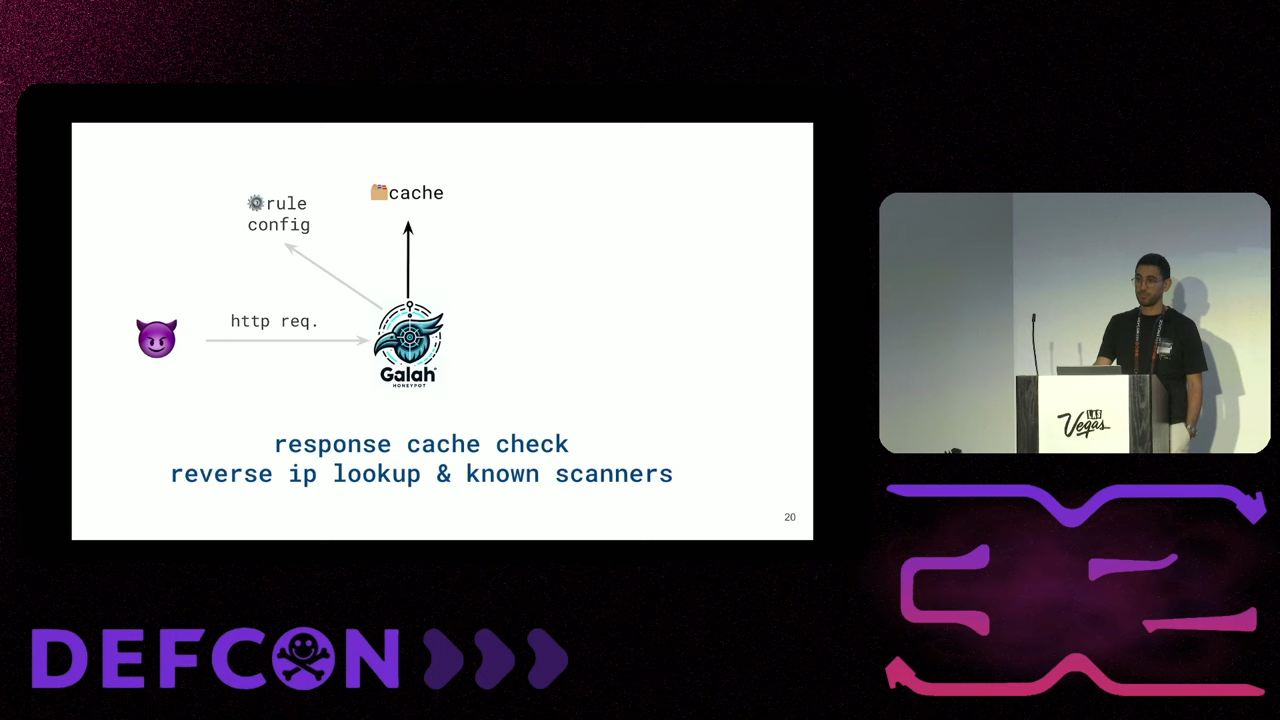 rule
config
cache
http req.
Galah
HONEYPOT
response cache check
reverse ip lookup & known scanners
20
LAS
Vegas
DEFCON